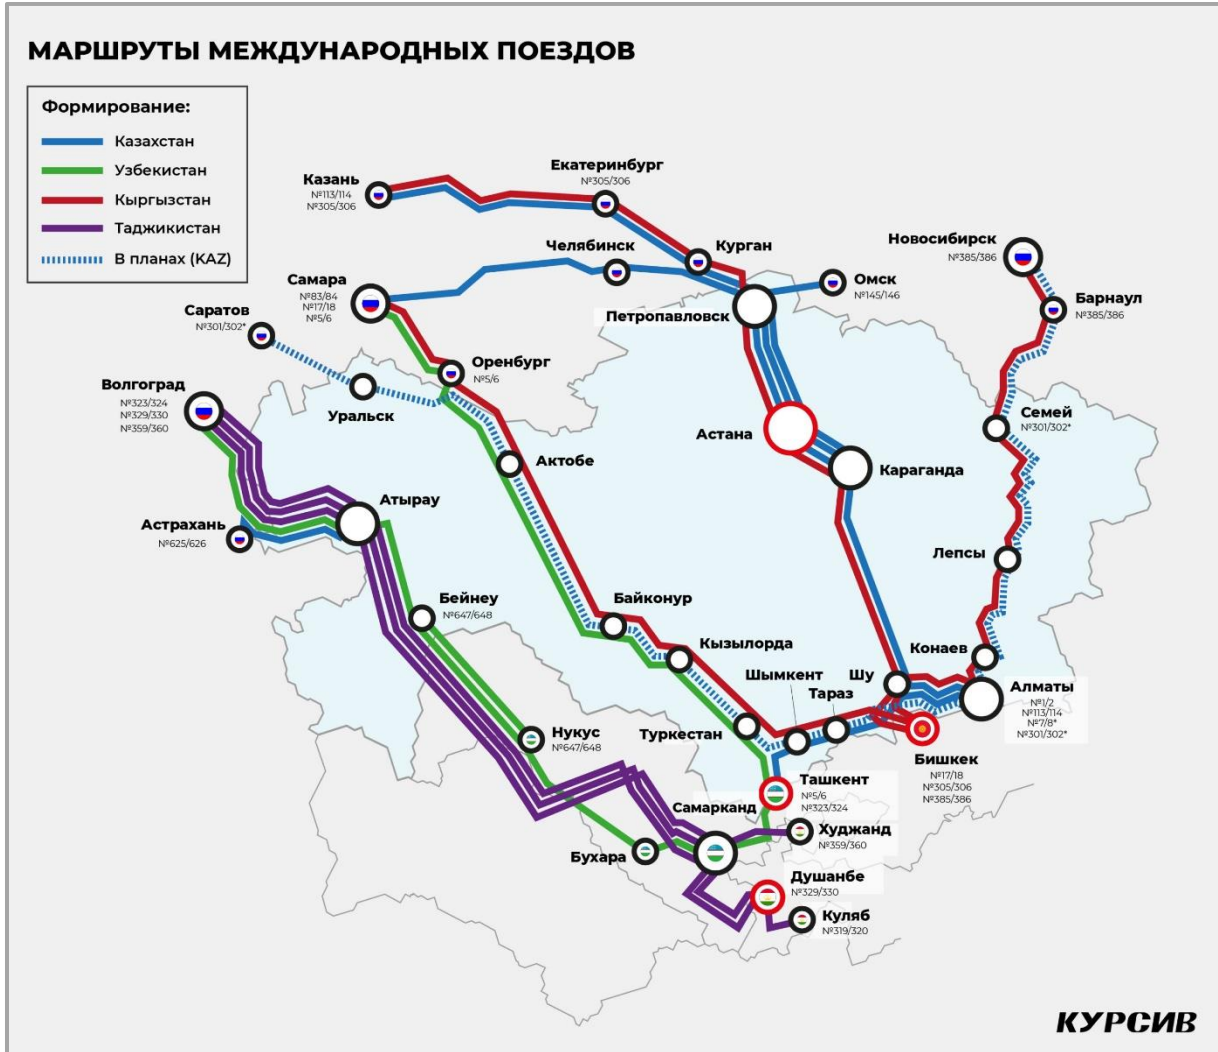 МАРШРУТЫ МЕЖДУНАРОДНЫХ ПОЕЗДОВ
Формирование:
Казахстан
Узбекистан
Кыргызстан
Таджикистан
В планах (KAZ)
Казань
№113/114
№305/306
Екатеринбург
№305/306
Челябинск
Курган
Новосибирск
№385/386
Самара
№83/84
№17/18
№5/6
Омск
№145/146
Барнаул
№385/386
Саратов
№301/302*
Петропавловск
Оренбург
№5/6
Волгоград
№323/324
№329/330
№359/360
Уральск
Семей
№301/302*
Астана
Актобе
Караганда
Атырау
Астрахань
№625/626
Лепсы
Бейнеу
№647/648
Байконур
Кызылорда
Конаев
Шымкент
Шу
Тараз
Алматы
№1/2
№113/114
№7/8*
№301/302*
Нукус
№647/648
Туркестан
Бишкек
№17/18
№305/306
№385/386
Ташкент
№5/6
№323/324
Самарканд
Худжанд
№359/360
Бухара
Душанбе
№329/330
Куляб
№319/320
КУРСИВ